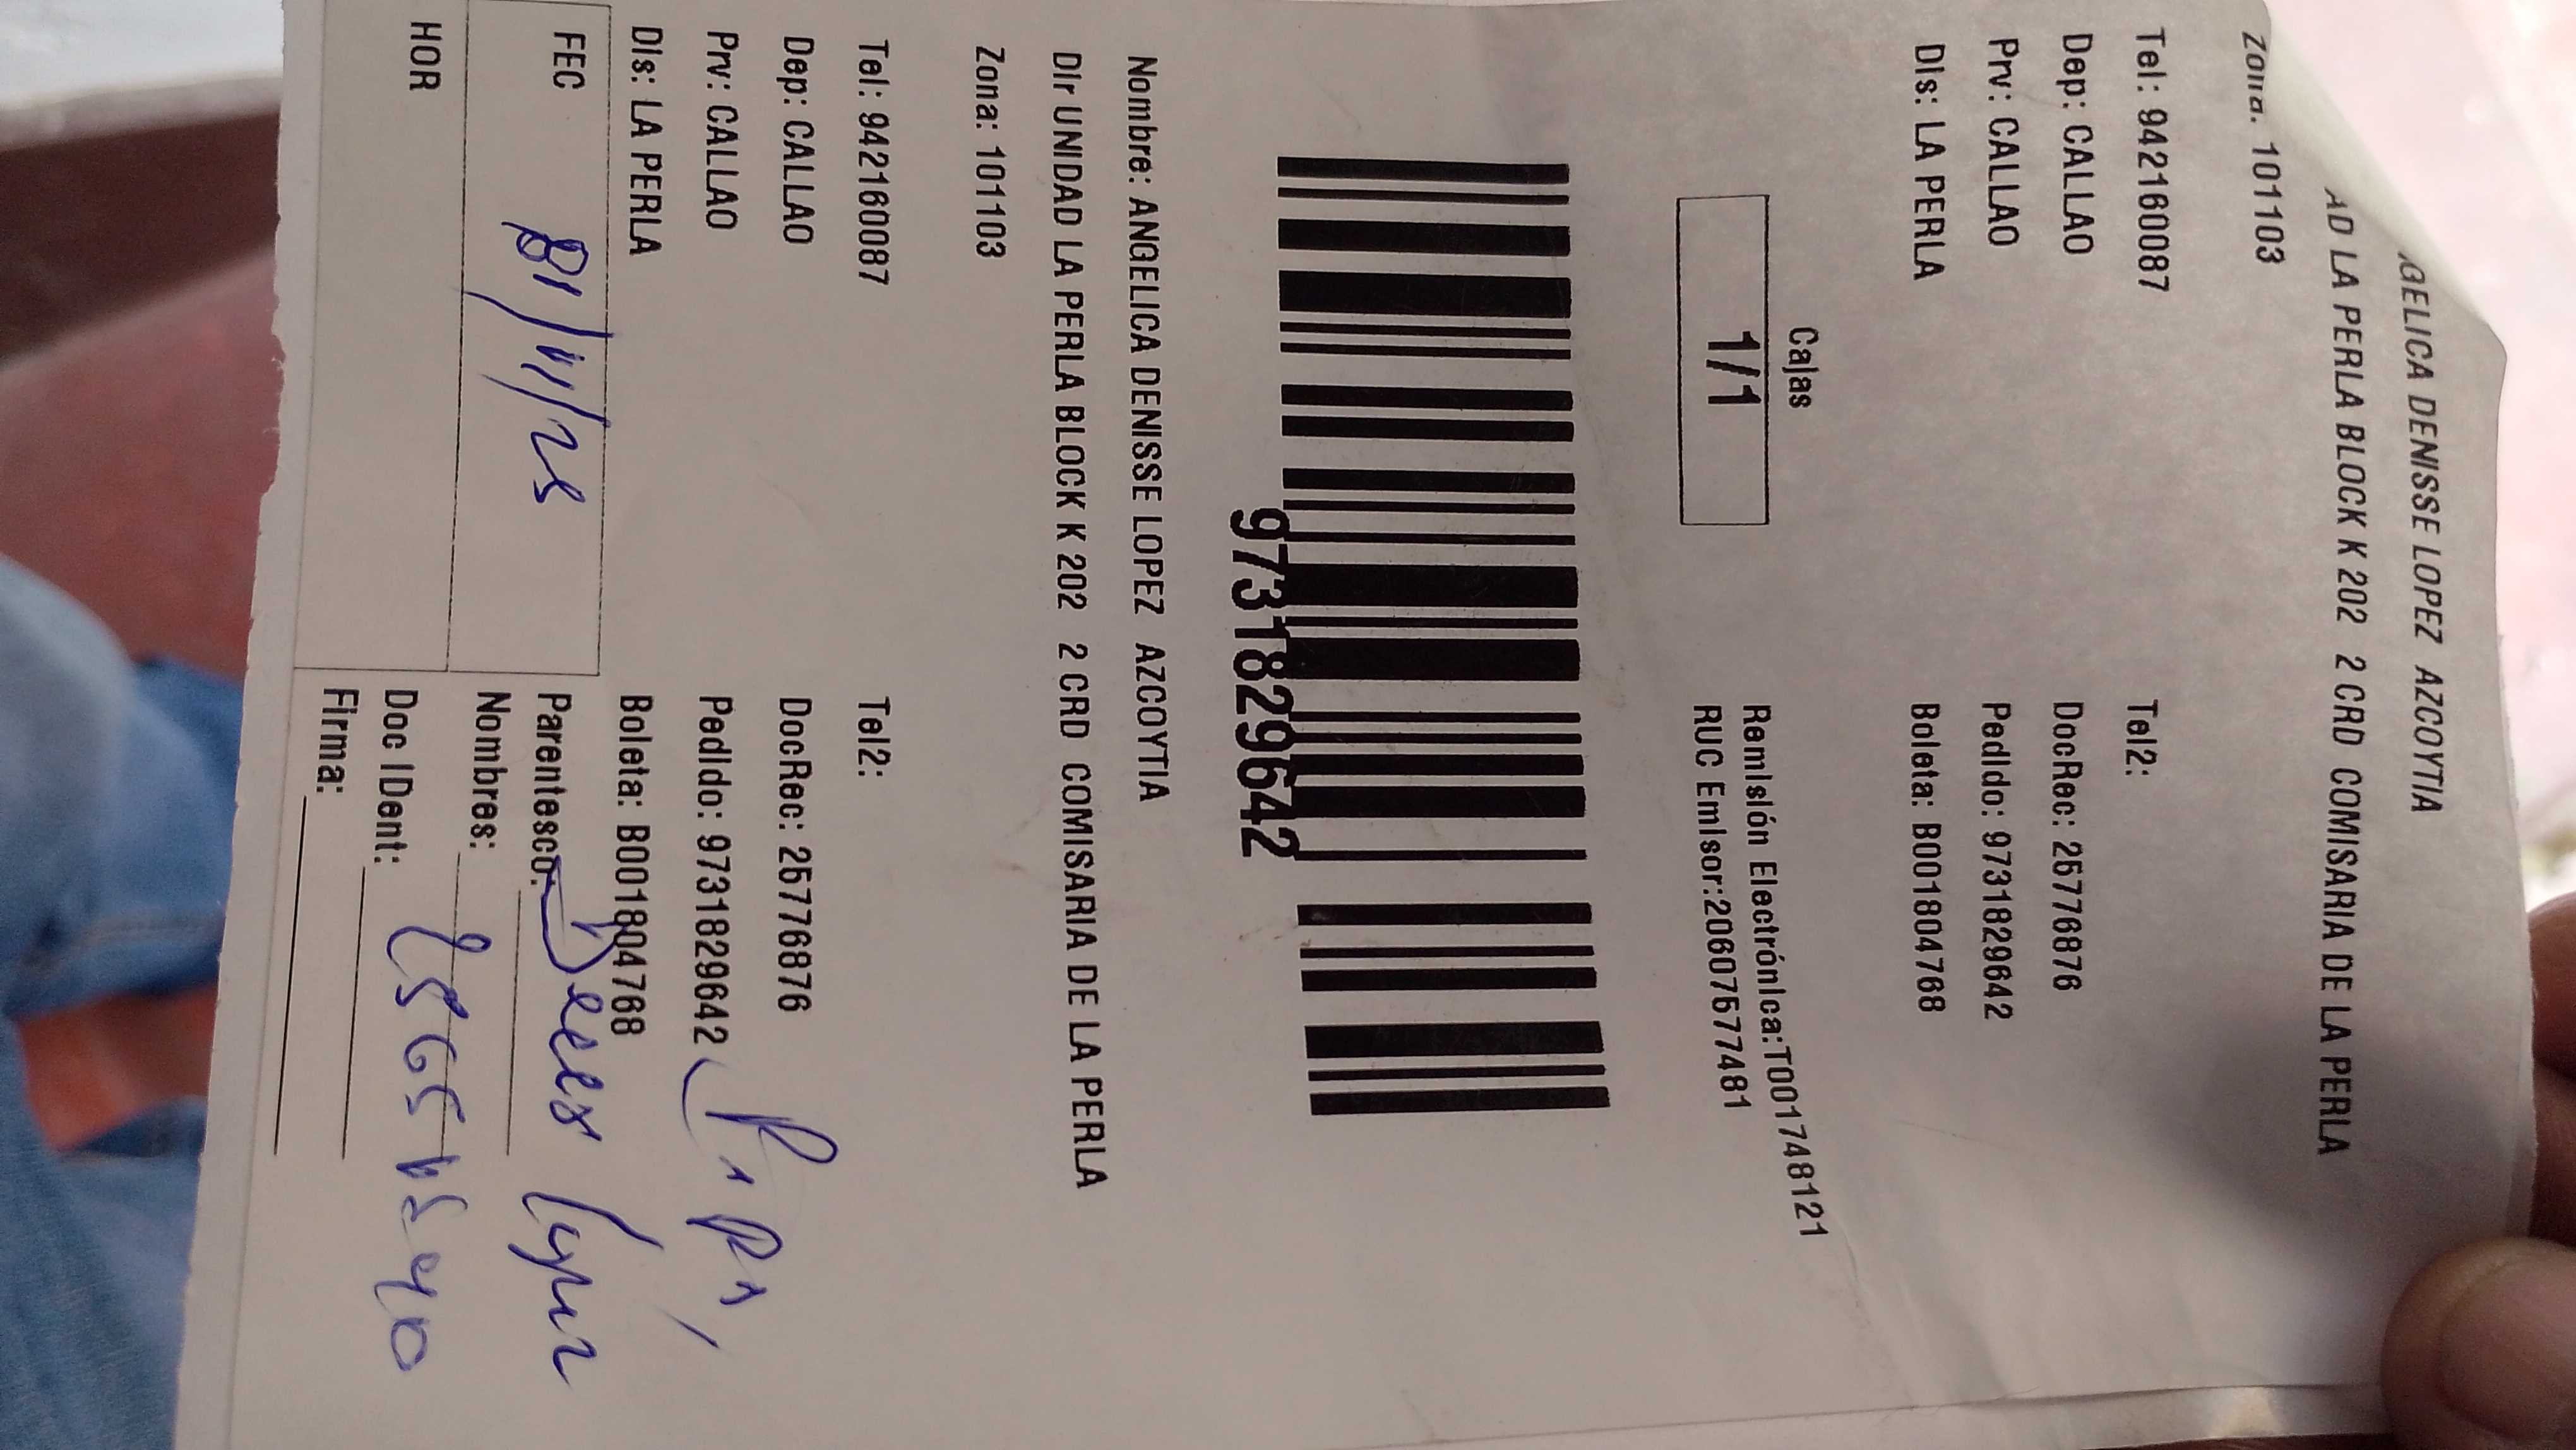 GELICA DENISSE LOPEZ AZCOYTIA
AD LA PERLA BLOCK K 202 2 CRD COMISARIA DE LA PERLA
Zona: 101103
Tel: 942160087 Tel2:
Dep: CALLAO DocRec: 25776876
Prv: CALLAO Pedido: 9731829642
Dis: LA PERLA Boleta: B001804768
Cajas
1/1
Remisión Electrónica:T001748121
RUC Emisor:20607577481
9731829642
Nombre: ANGELICA DENISSE LOPEZ AZCOYTIA
Dir UNIDAD LA PERLA BLOCK K 202 2 CRD COMISARIA DE LA PERLA
Zona: 101103
Tel: 942160087 Tel2:
Dep: CALLAO DocRec: 25776876
Prv: CALLAO Pedido: 9731829642
Dis: LA PERLA Boleta: B001804768
FEC
Parentesco:
Nombres:
HOR
Doc IDent:
Firma: